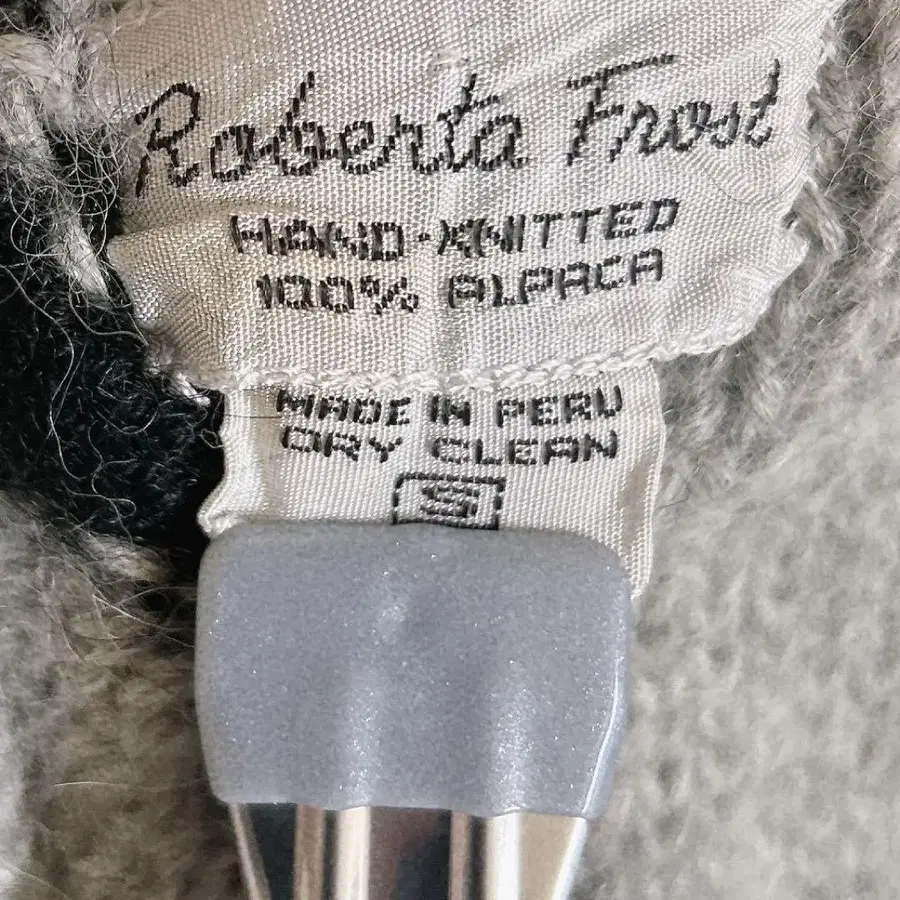 Roberta Frost
HAND-KNITTED
100% ALPACA
MADE IN PERU
DRY CLEAN
S